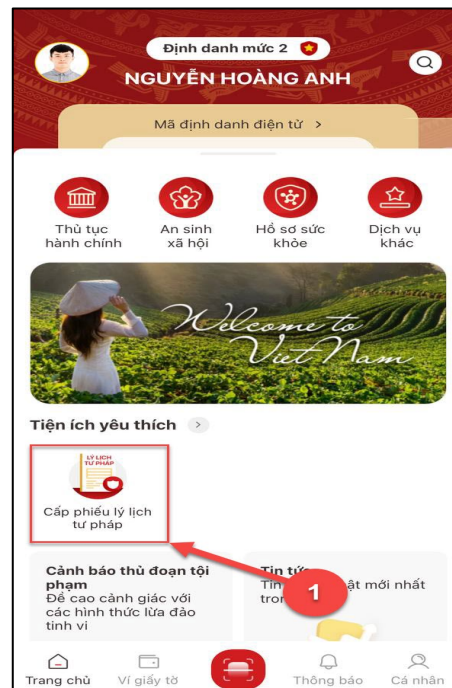 Định danh mức 2
NGUYỄN HOÀNG ANH
Mã định danh điện tử >
Thủ tục
hành chính
An sinh
xã hội
Hồ sơ sức
khỏe
Dịch vụ
khác
Welcome to
Viet Nam
Tiện ích yêu thích >
LÝ LỊCH
TƯ PHÁP
Cấp phiếu lý lịch
tư pháp
1
Cảnh báo thủ đoạn tội
phạm
Đề cao cảnh giác với
các hình thức lừa đảo
tinh vi
Tin tức
Tin mới nhất
Trang chủ
Ví giấy tờ
Thông báo
Cá nhân